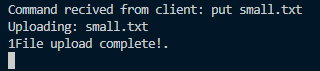 Command recived from client: put small.txt
Uploading: small.txt
1File upload complete!.